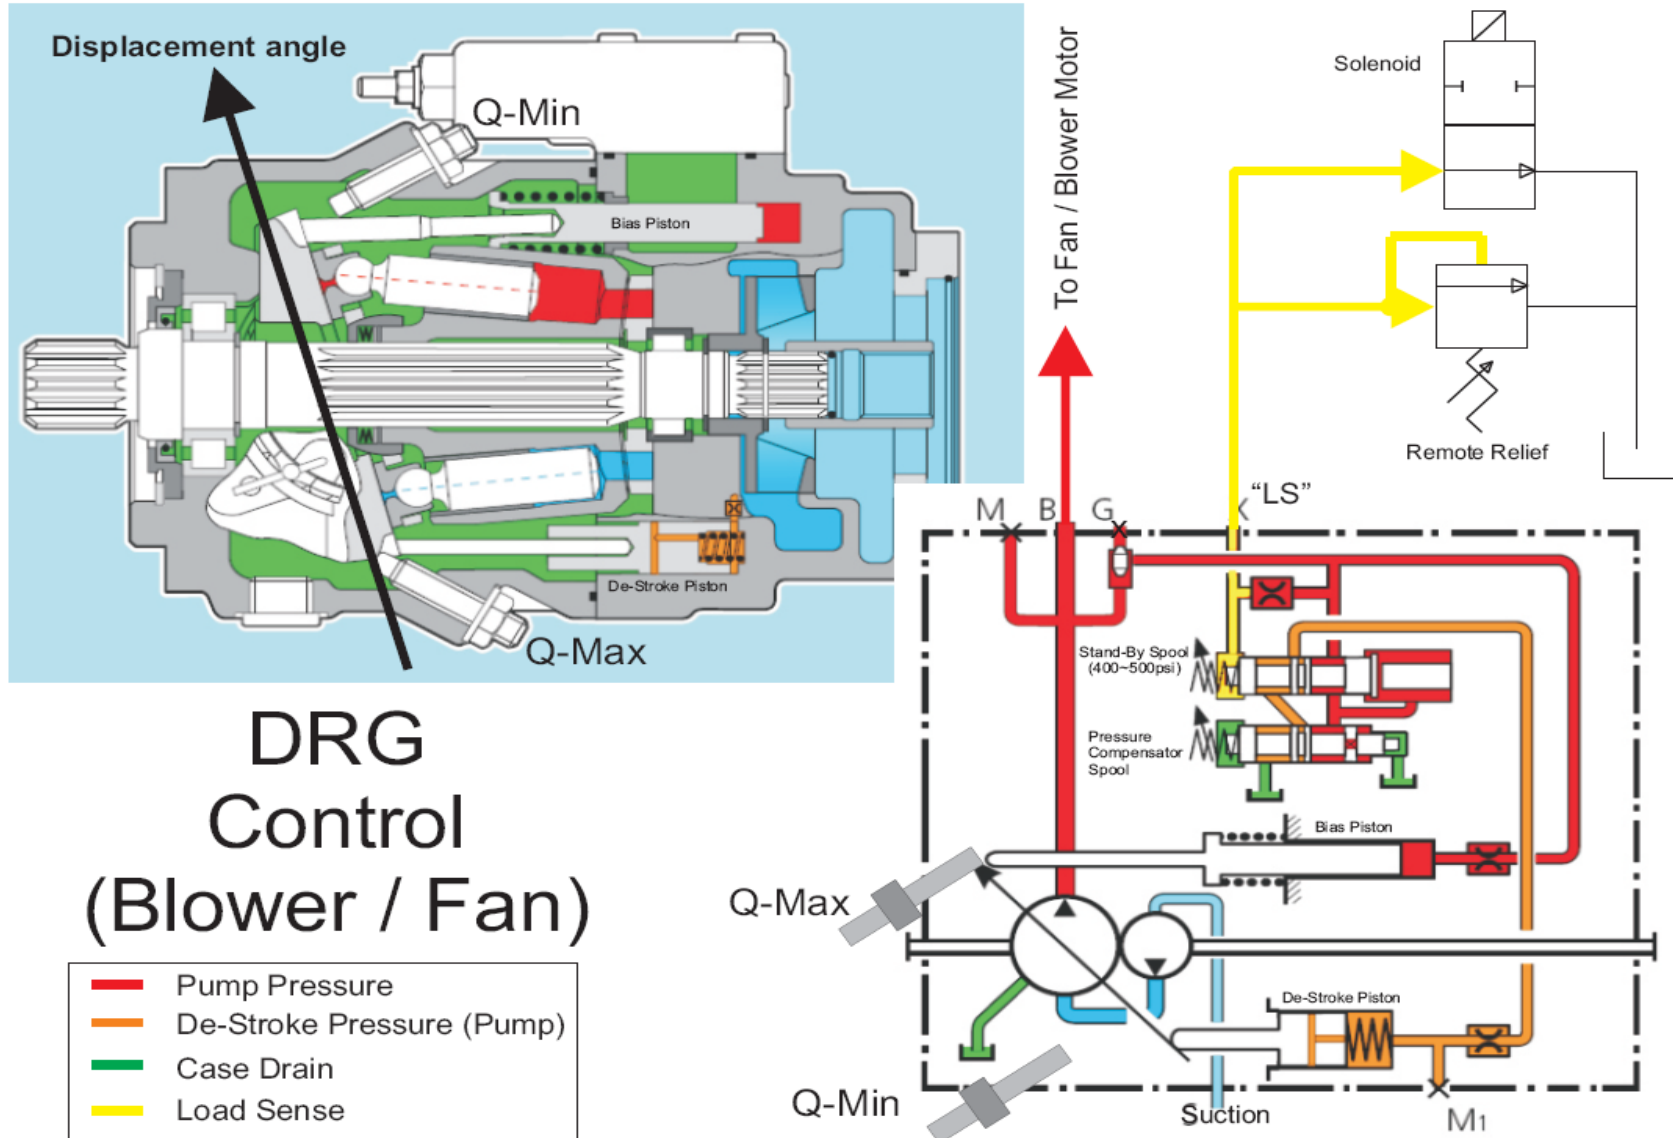 Displacement angle
Q-Min
Bias Piston
De-Stroke Piston
Q-Max
To Fan / Blower Motor
Solenoid
Remote Relief
"LS"
M
B
G
X
X
Stand-By Spool
(400~500psi)
Pressure
Compensator
Spool
Bias Piston
Q-Max
De-Stroke Piston
Q-Min
Suction
M1
DRG
Control
(Blower / Fan)
Pump Pressure
De-Stroke Pressure (Pump)
Case Drain
Load Sense